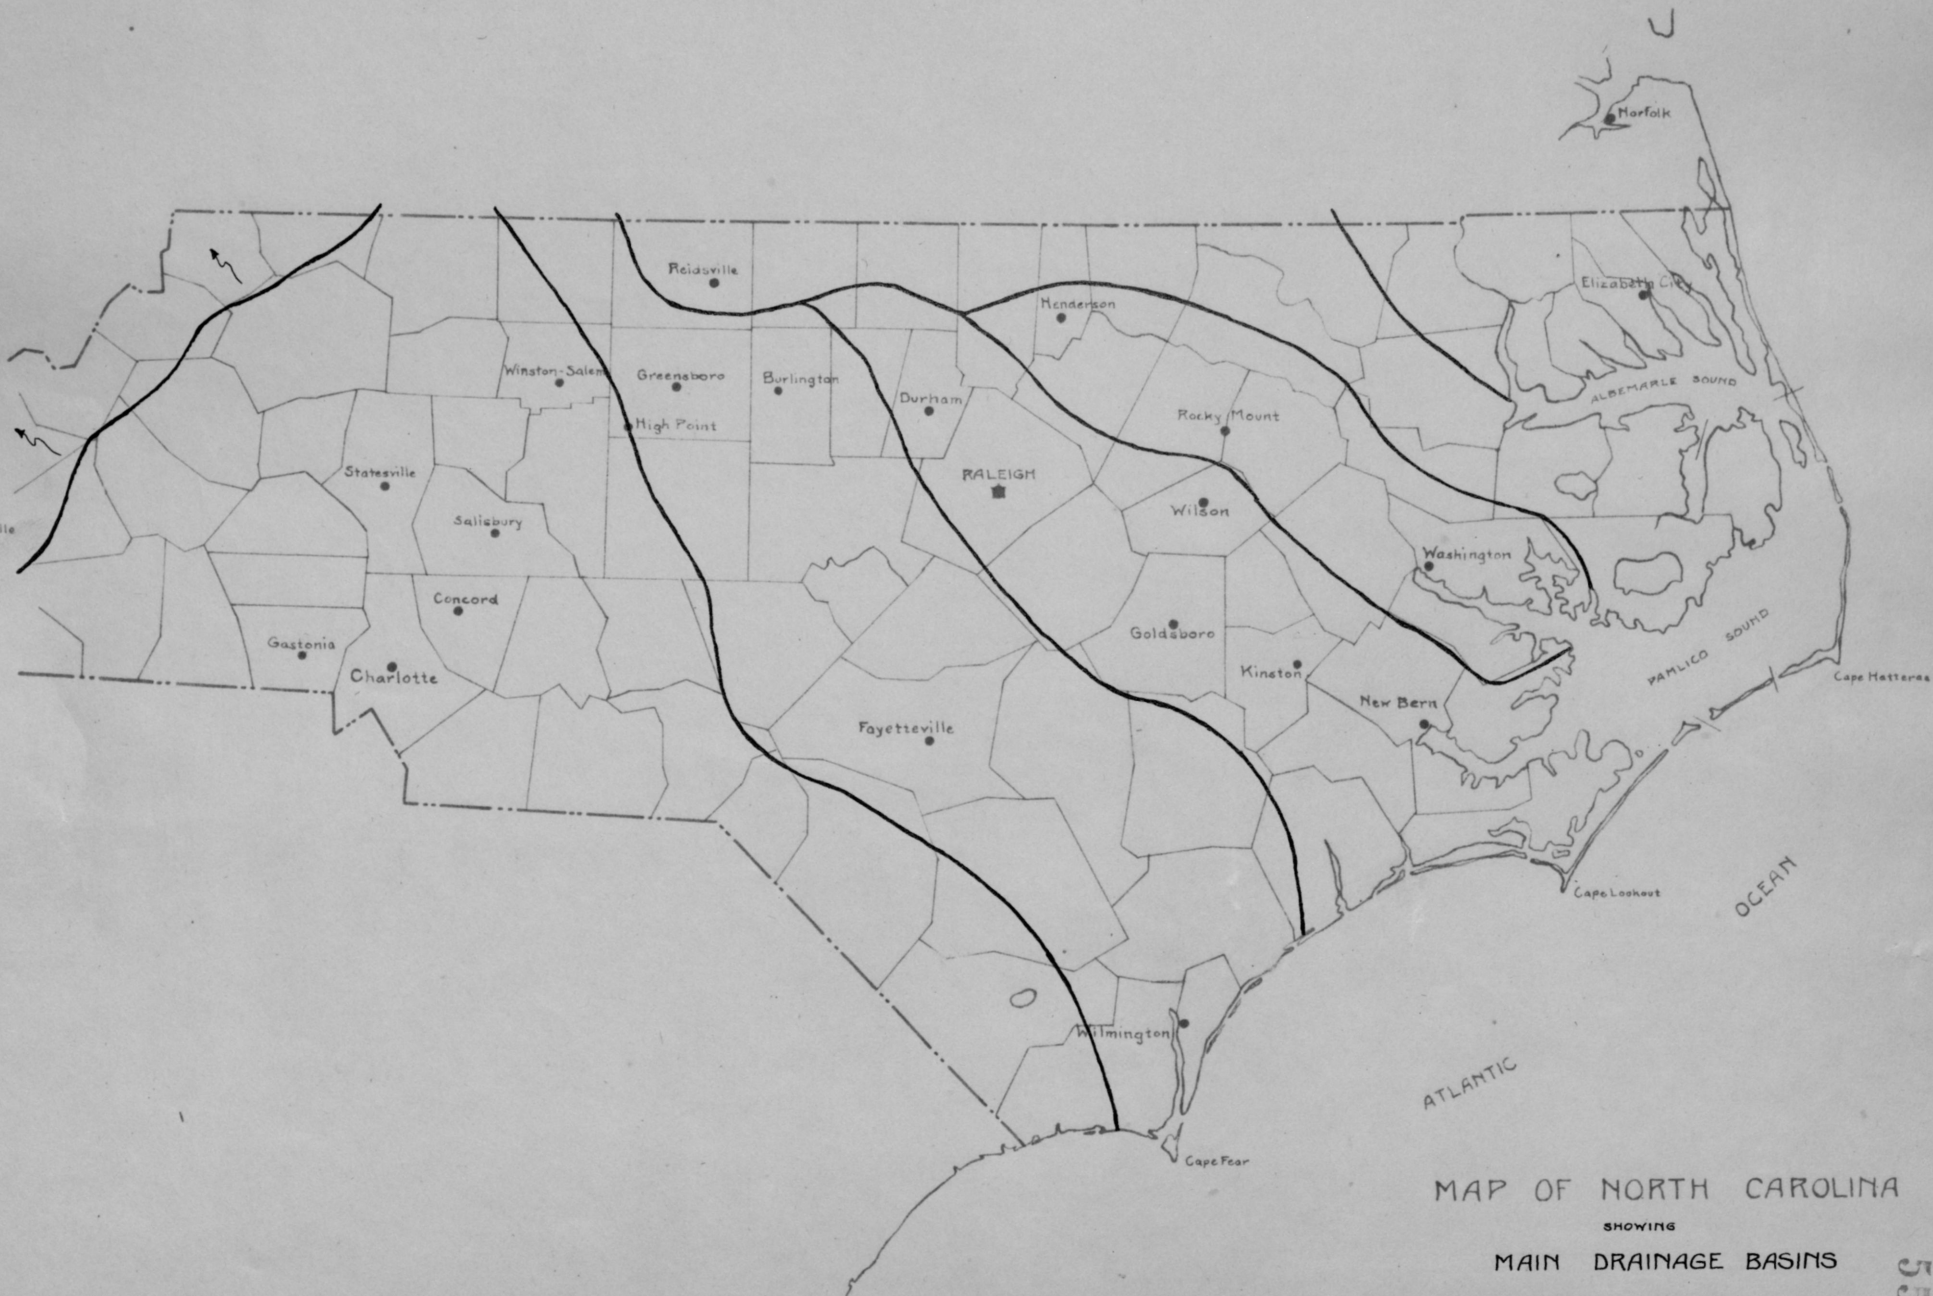 Norfolk
Reidsville
Elizabeth City
Henderson
Winston-Salem
Greensboro
Burlington
ALBEMARLE SOUND
Durham
Rocky Mount
High Point
Statesville
RALEIGH
Wilson
Salisbury
lle
Washington
Concord
Goldsboro
Gastonia
Charlotte
Kinston
PAMLICO SOUND
Cape Hatteras
New Bern
Fayetteville
Cape Lookout
OCEAN
Wilmington
ATLANTIC
Cape Fear
MAP OF NORTH CAROLINA
SHOWING
MAIN DRAINAGE BASINS